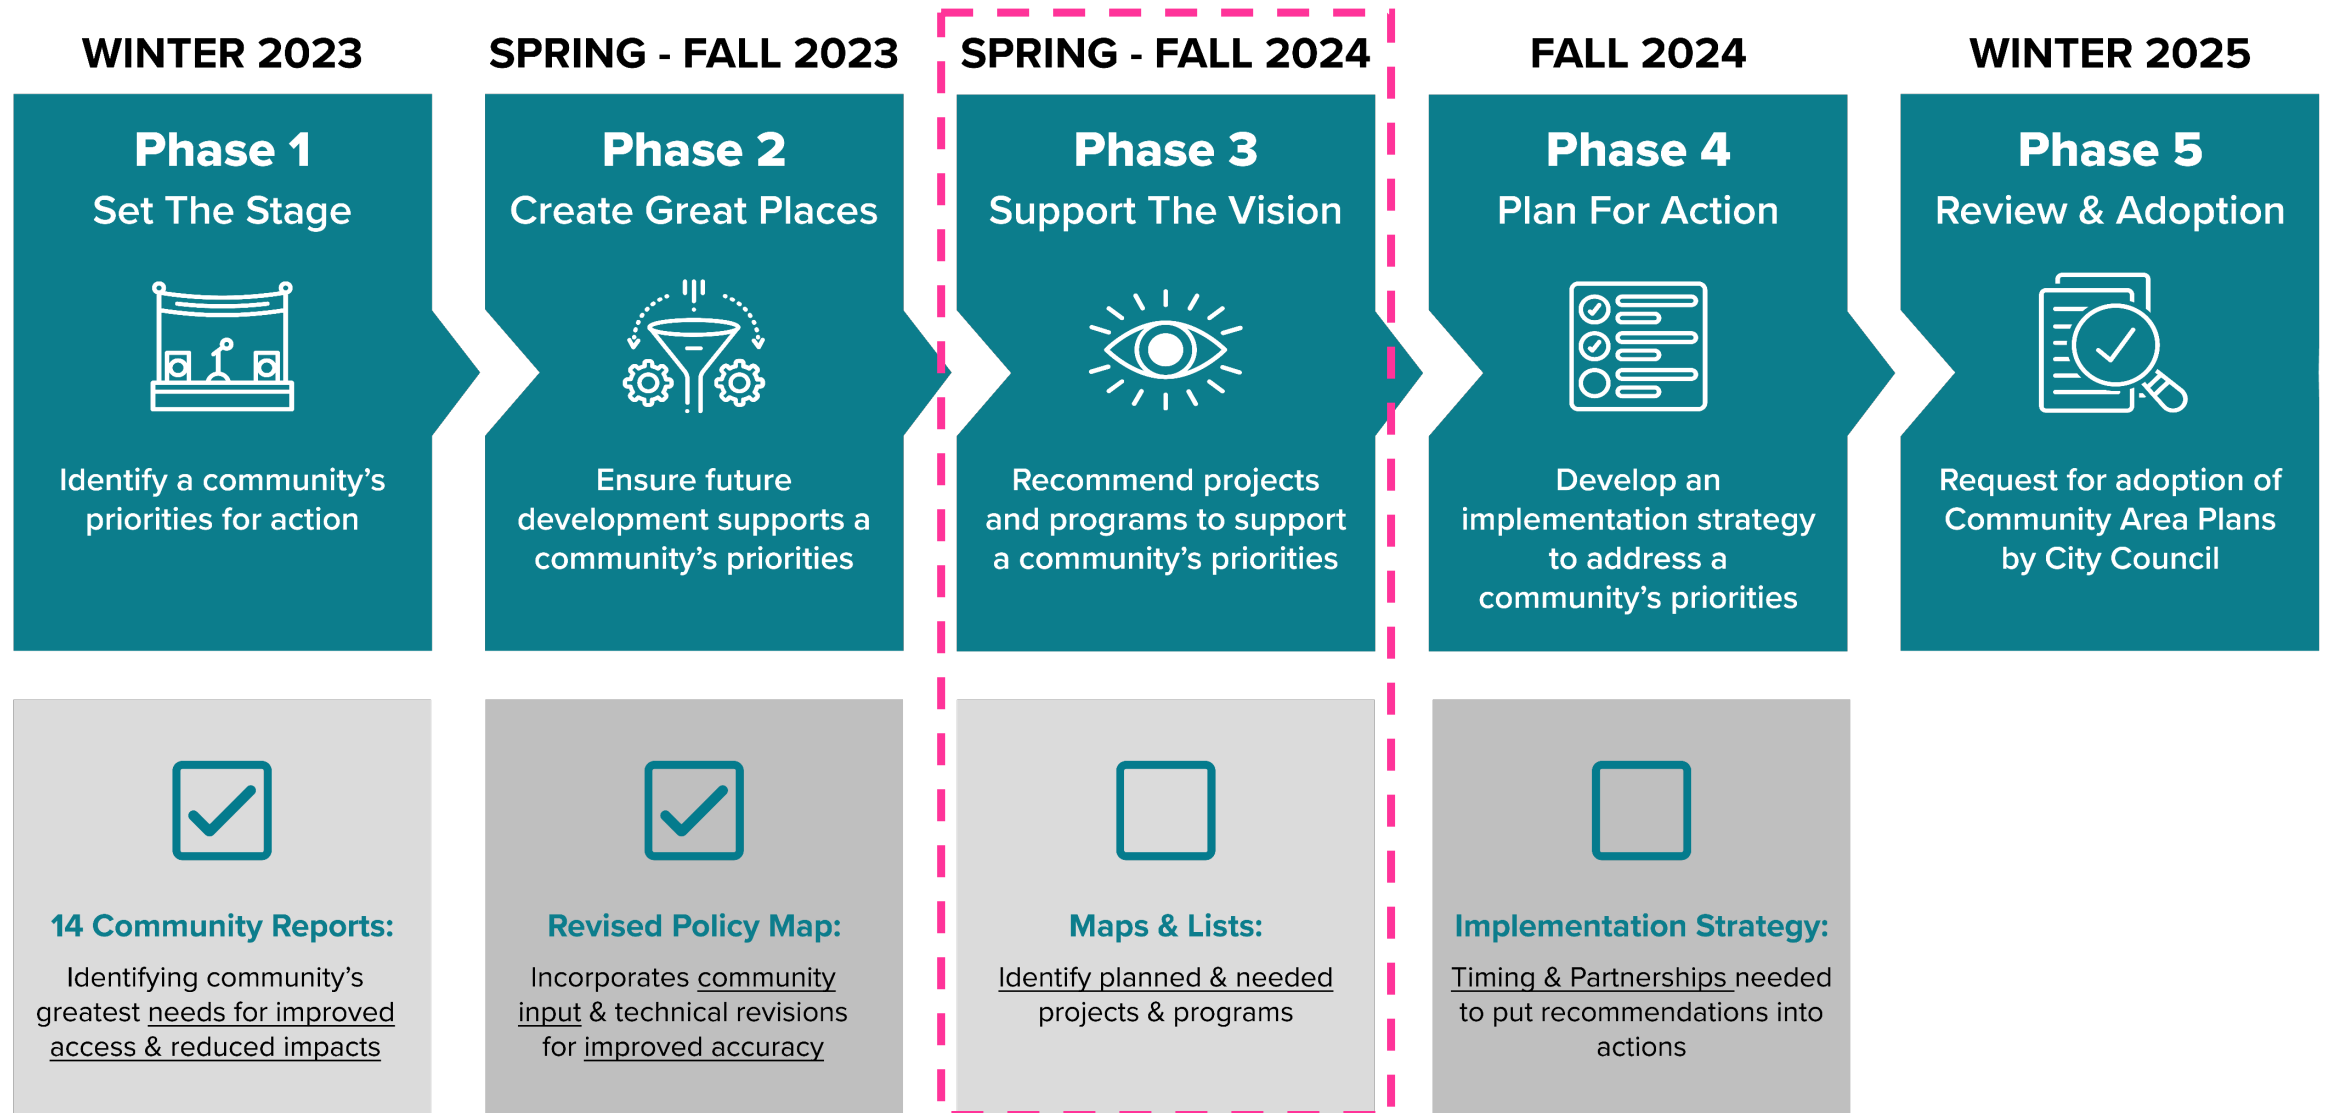 WINTER 2023
Phase 1
Set The Stage
Identify a community's
priorities for action
14 Community Reports:
Identifying community's
greatest needs for improved
access & reduced impacts
SPRING - FALL 2023
Phase 2
Create Great Places
Ensure future
development supports a
community's priorities
Revised Policy Map:
Incorporates community
input & technical revisions
for improved accuracy
SPRING - FALL 2024
Phase 3
Support The Vision
Recommend projects
and programs to support
a community's priorities
Maps & Lists:
Identify planned & needed
projects & programs
FALL 2024
Phase 4
Plan For Action
Develop an
implementation strategy
to address a
community's priorities
Implementation Strategy:
Timing & Partnerships needed
to put recommendations into
actions
WINTER 2025
Phase 5
Review & Adoption
Request for adoption of
Community Area Plans
by City Council